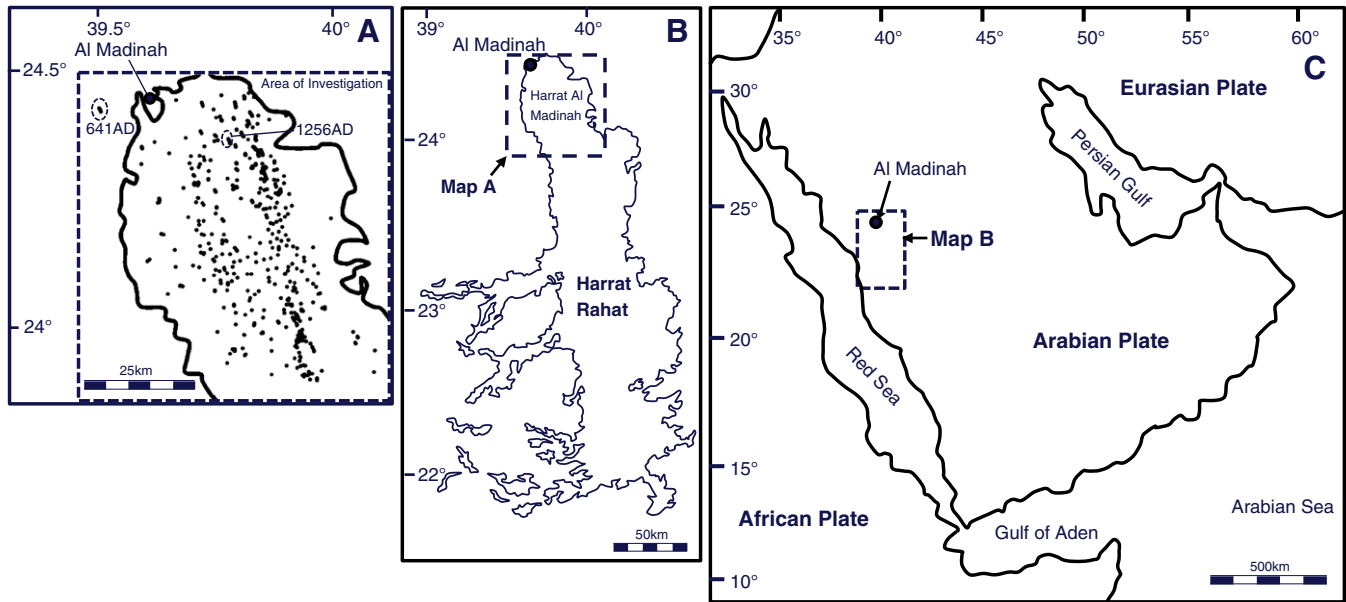 39.5°
40°
A
Al Madinah
24.5°
Area of Investigation
641AD
1256AD
24°
25km
39°
40°
B
Al Madinah
Harrat Al
Madinah
24°
Map A
Harrat
Rahat
23°
22°
50km
35°
40°
45°
50°
55°
60°
C
30°
Eurasian Plate
Persian Gulf
Al Madinah
25°
Map B
20°
Arabian Plate
Red Sea
15°
African Plate
Arabian Sea
Gulf of Aden
10°
500km